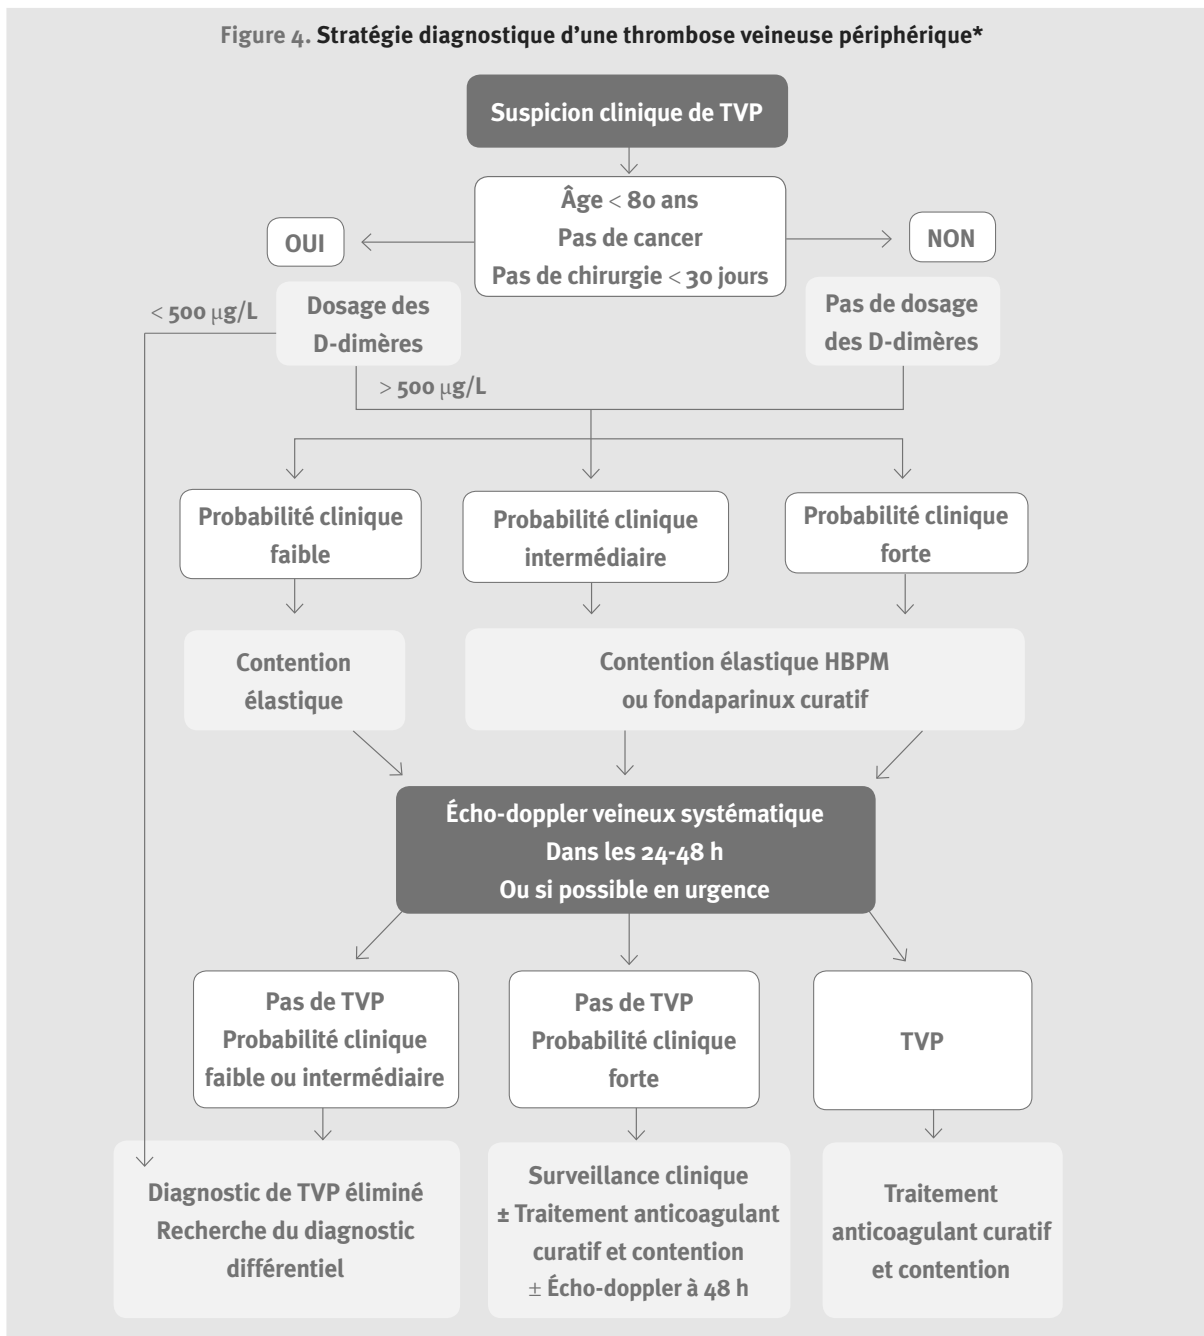 Figure 4. Stratégie diagnostique d'une thrombose veineuse périphérique*
Suspicion clinique de TVP
Âge < 80 ans
Pas de cancer
Pas de chirurgie < 30 jours
OUI
NON
< 500 µg/L
Dosage des
D-dimères
Pas de dosage
des D-dimères
> 500 µg/L
Probabilité clinique
faible
Probabilité clinique
intermédiaire
Probabilité clinique
forte
Contention
élastique
Contention élastique HBPM
ou fondaparinux curatif
Écho-doppler veineux systématique
Dans les 24-48 h
Ou si possible en urgence
Pas de TVP
Probabilité clinique
faible ou intermédiaire
Pas de TVP
Probabilité clinique
forte
TVP
Diagnostic de TVP éliminé
Recherche du diagnostic
différentiel
Surveillance clinique
± Traitement anticoagulant
curatif et contention
± Écho-doppler à 48 h
Traitement
anticoagulant curatif
et contention